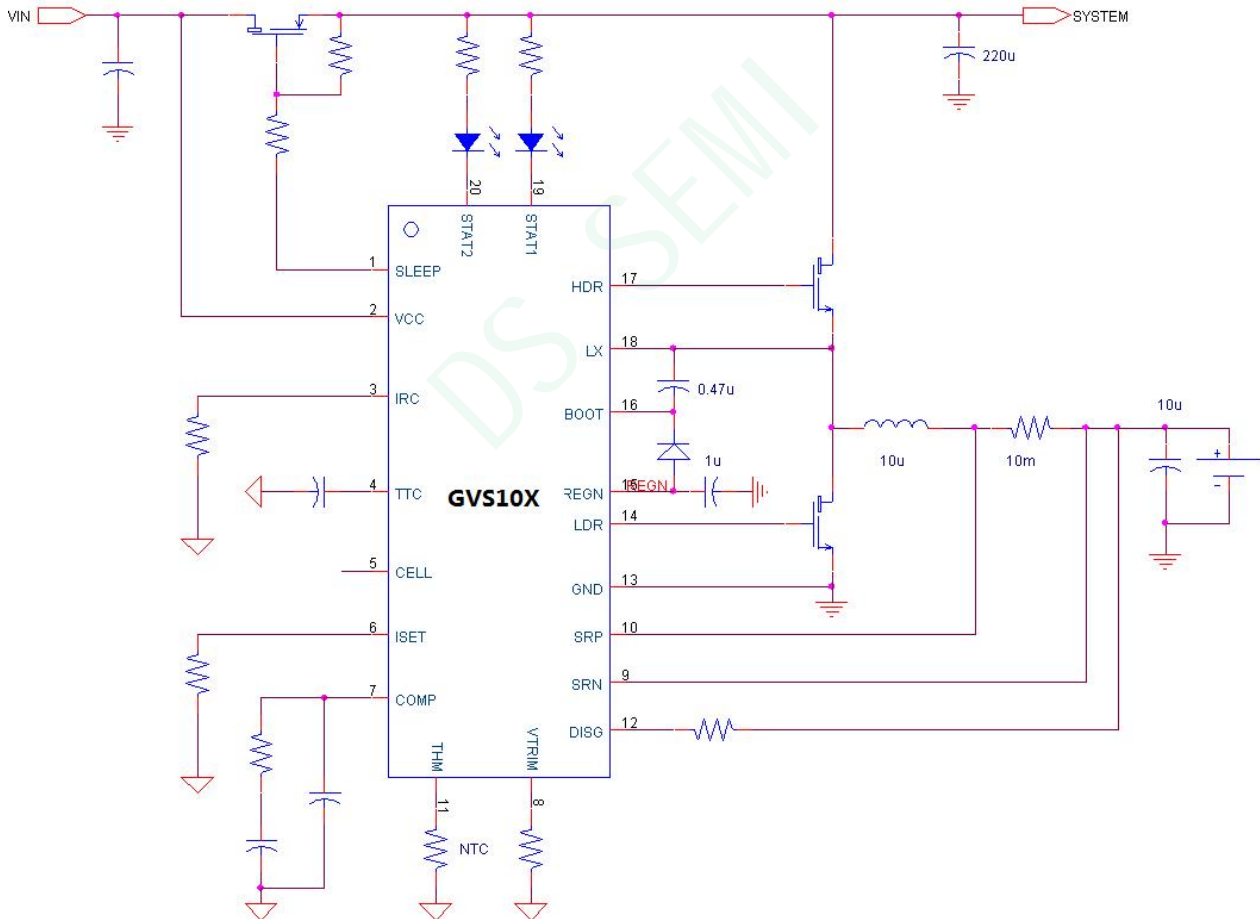 VIN
SYSTEM
220u
20
19
STAT2
STAT1
1
SLEEP
2
VCC
3
IRC
4
TTC
5
CELL
6
ISET
7
COMP
GVS10X
HDR
17
LX
18
0.47u
BOOT
16
1u
REGN
15
REGN
LDR
14
GND
13
SRP
10
SRN
9
DISG
12
10u
10m
10u
+
-
THM
VTRIM
11
8
NTC
DS SEMI